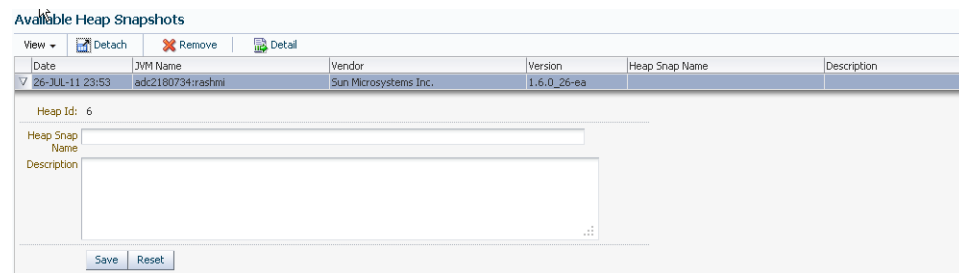 Available Heap Snapshots
View Detach Remove Detail
Date JVM Name Vendor Version Heap Snap Name Description
26-JUL-11 23:53 adc2180734:rashmi Sun Microsystems Inc. 1.6.0_26-ea
Heap Id: 6
Heap Snap
Name
Description
Save Reset